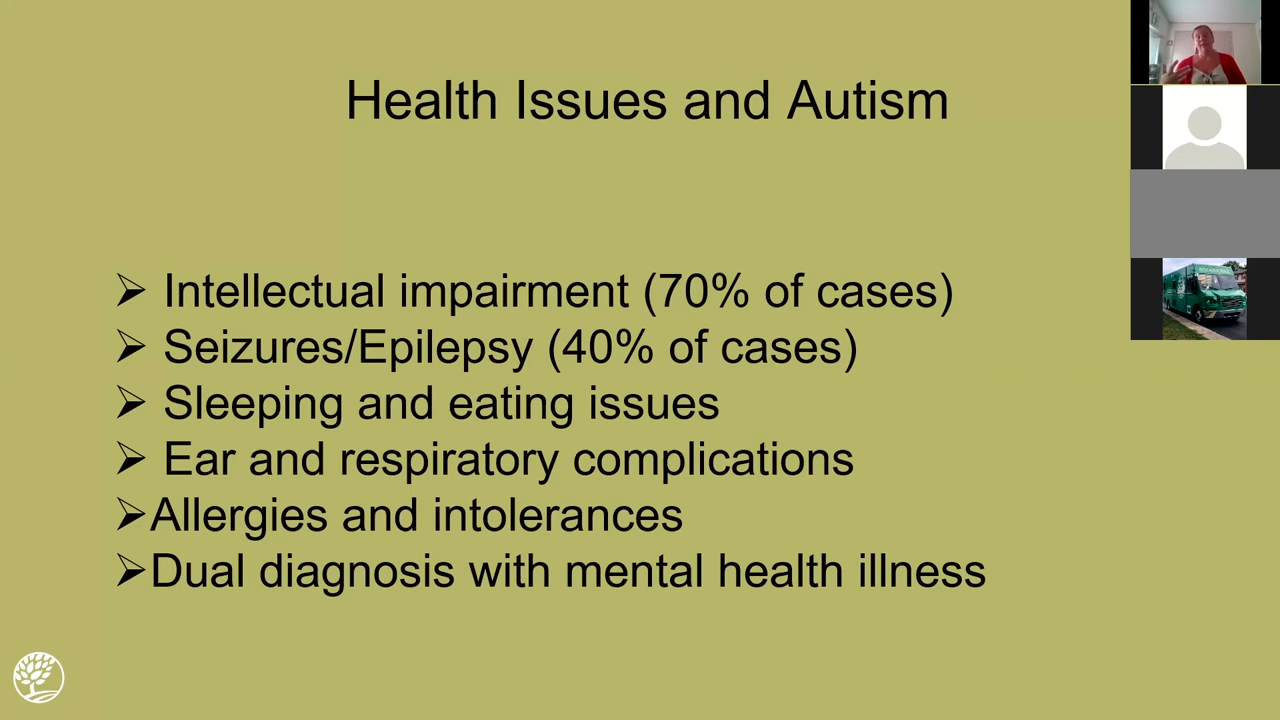 Health Issues and Autism
➢ Intellectual impairment (70% of cases)
➢ Seizures/Epilepsy (40% of cases)
➢ Sleeping and eating issues
➢ Ear and respiratory complications
➢Allergies and intolerances
➢Dual diagnosis with mental health illness